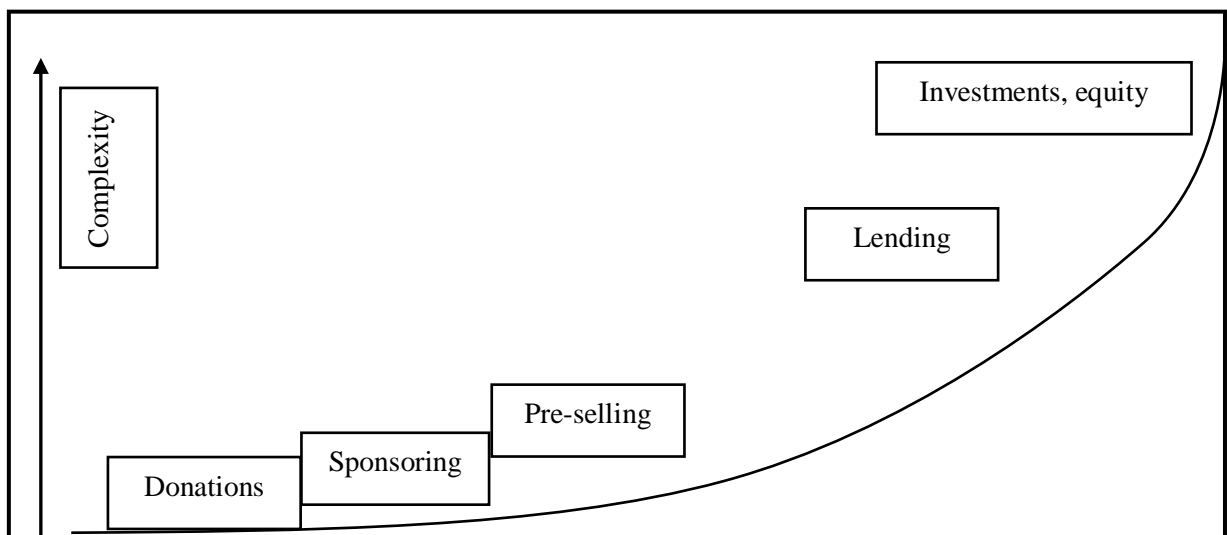 Complexity
Investments, equity
Lending
Pre-selling
Sponsoring
Donations